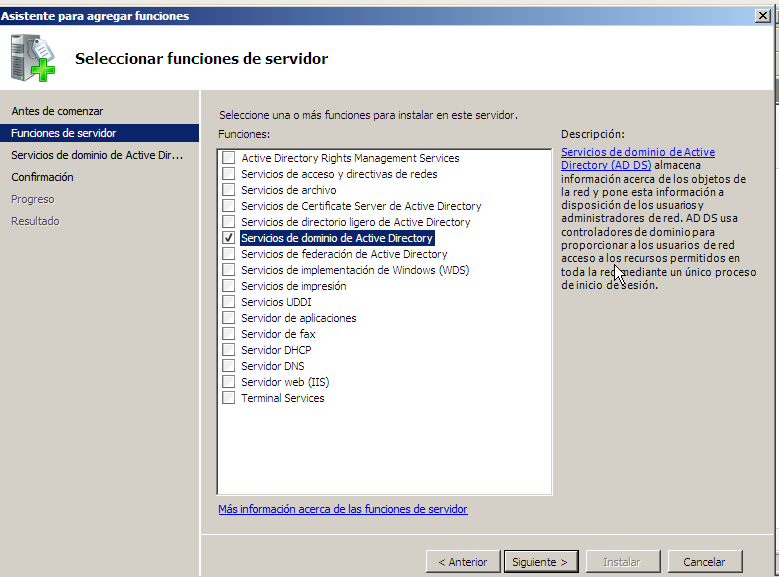 Asistente para agregar funciones
Seleccionar funciones de servidor
Antes de comenzar
Funciones de servidor
Servicios de dominio de Active Dir...
Confirmación
Progreso
Resultado
Seleccione una o más funciones para instalar en este servidor.
Funciones:
Active Directory Rights Management Services
Servicios de acceso y directivas de redes
Servicios de archivo
Servicios de Certificate Server de Active Directory
Servicios de directorio ligero de Active Directory
Servicios de dominio de Active Directory
Servicios de federación de Active Directory
Servicios de implementación de Windows (WDS)
Servicios de impresión
Servicios UDDI
Servidor de aplicaciones
Servidor de fax
Servidor DHCP
Servidor DNS
Servidor web (IIS)
Terminal Services
Más información acerca de las funciones de servidor
Descripción:
Servicios de dominio de Active
Directory (AD DS) almacena
información acerca de los objetos de
la red y pone esta información a
disposición de los usuarios y
administradores de red. AD DS usa
controladores de dominio para
proporcionar a los usuarios de red
acceso a los recursos permitidos en
toda la red mediante un único proceso
de inicio de sesión.
< Anterior
Siguiente >
Instalar
Cancelar